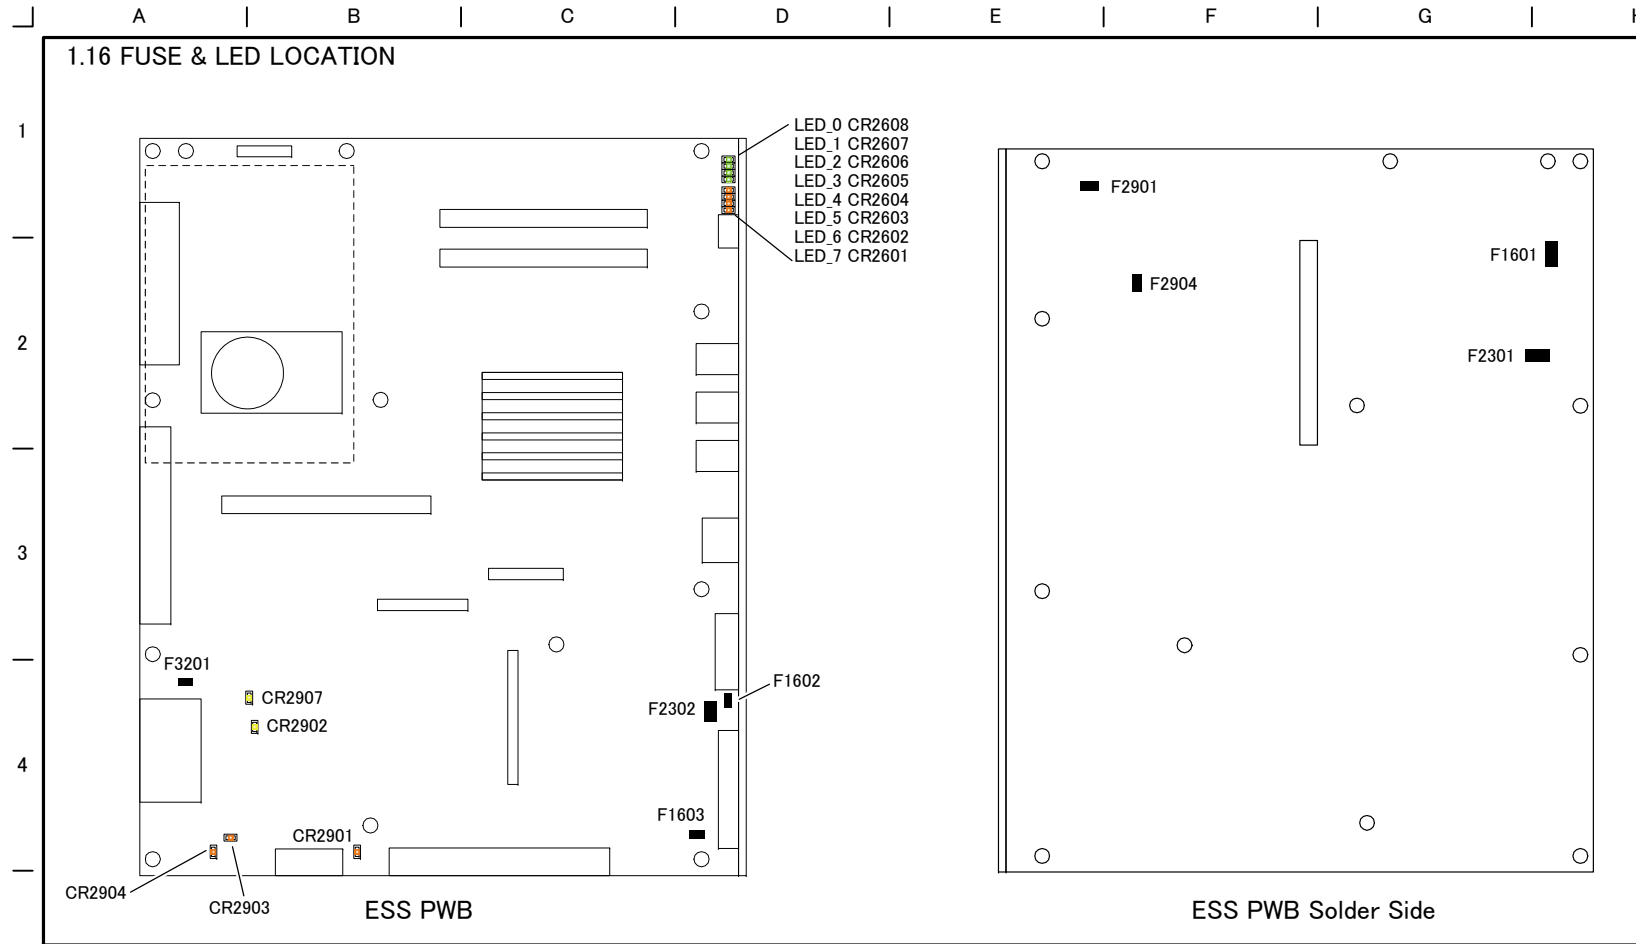 A B C D E F G H
1.16 FUSE & LED LOCATION
1
LED_0 CR2608
LED_1 CR2607
LED_2 CR2606
LED_3 CR2605
LED_4 CR2604
LED_5 CR2603
LED_6 CR2602
LED_7 CR2601
F2901
F1601
F2904
2
F2301
3
F3201
CR2907
CR2902
F1602
F2302
4
F1603
CR2901
CR2904
CR2903
ESS PWB
ESS PWB Solder Side